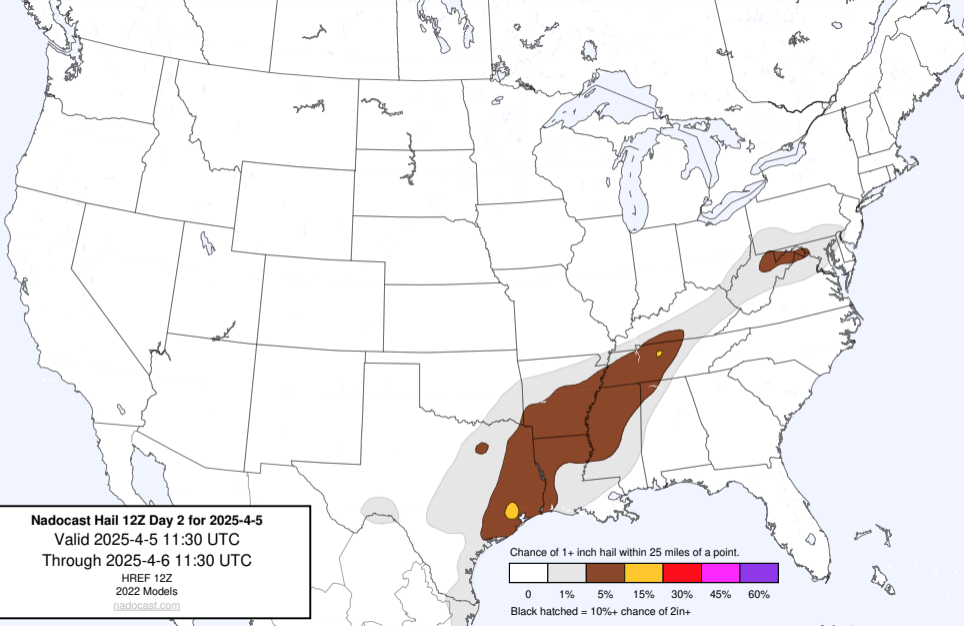 Nadocast Hail 12Z Day 2 for 2025-4-5
Valid 2025-4-5 11:30 UTC
Through 2025-4-6 11:30 UTC
HREF 12Z
2022 Models
nadocast.com
Chance of 1+ inch hail within 25 miles of a point.
0 1% 5% 15% 30% 45% 60%
Black hatched = 10%+ chance of 2in+